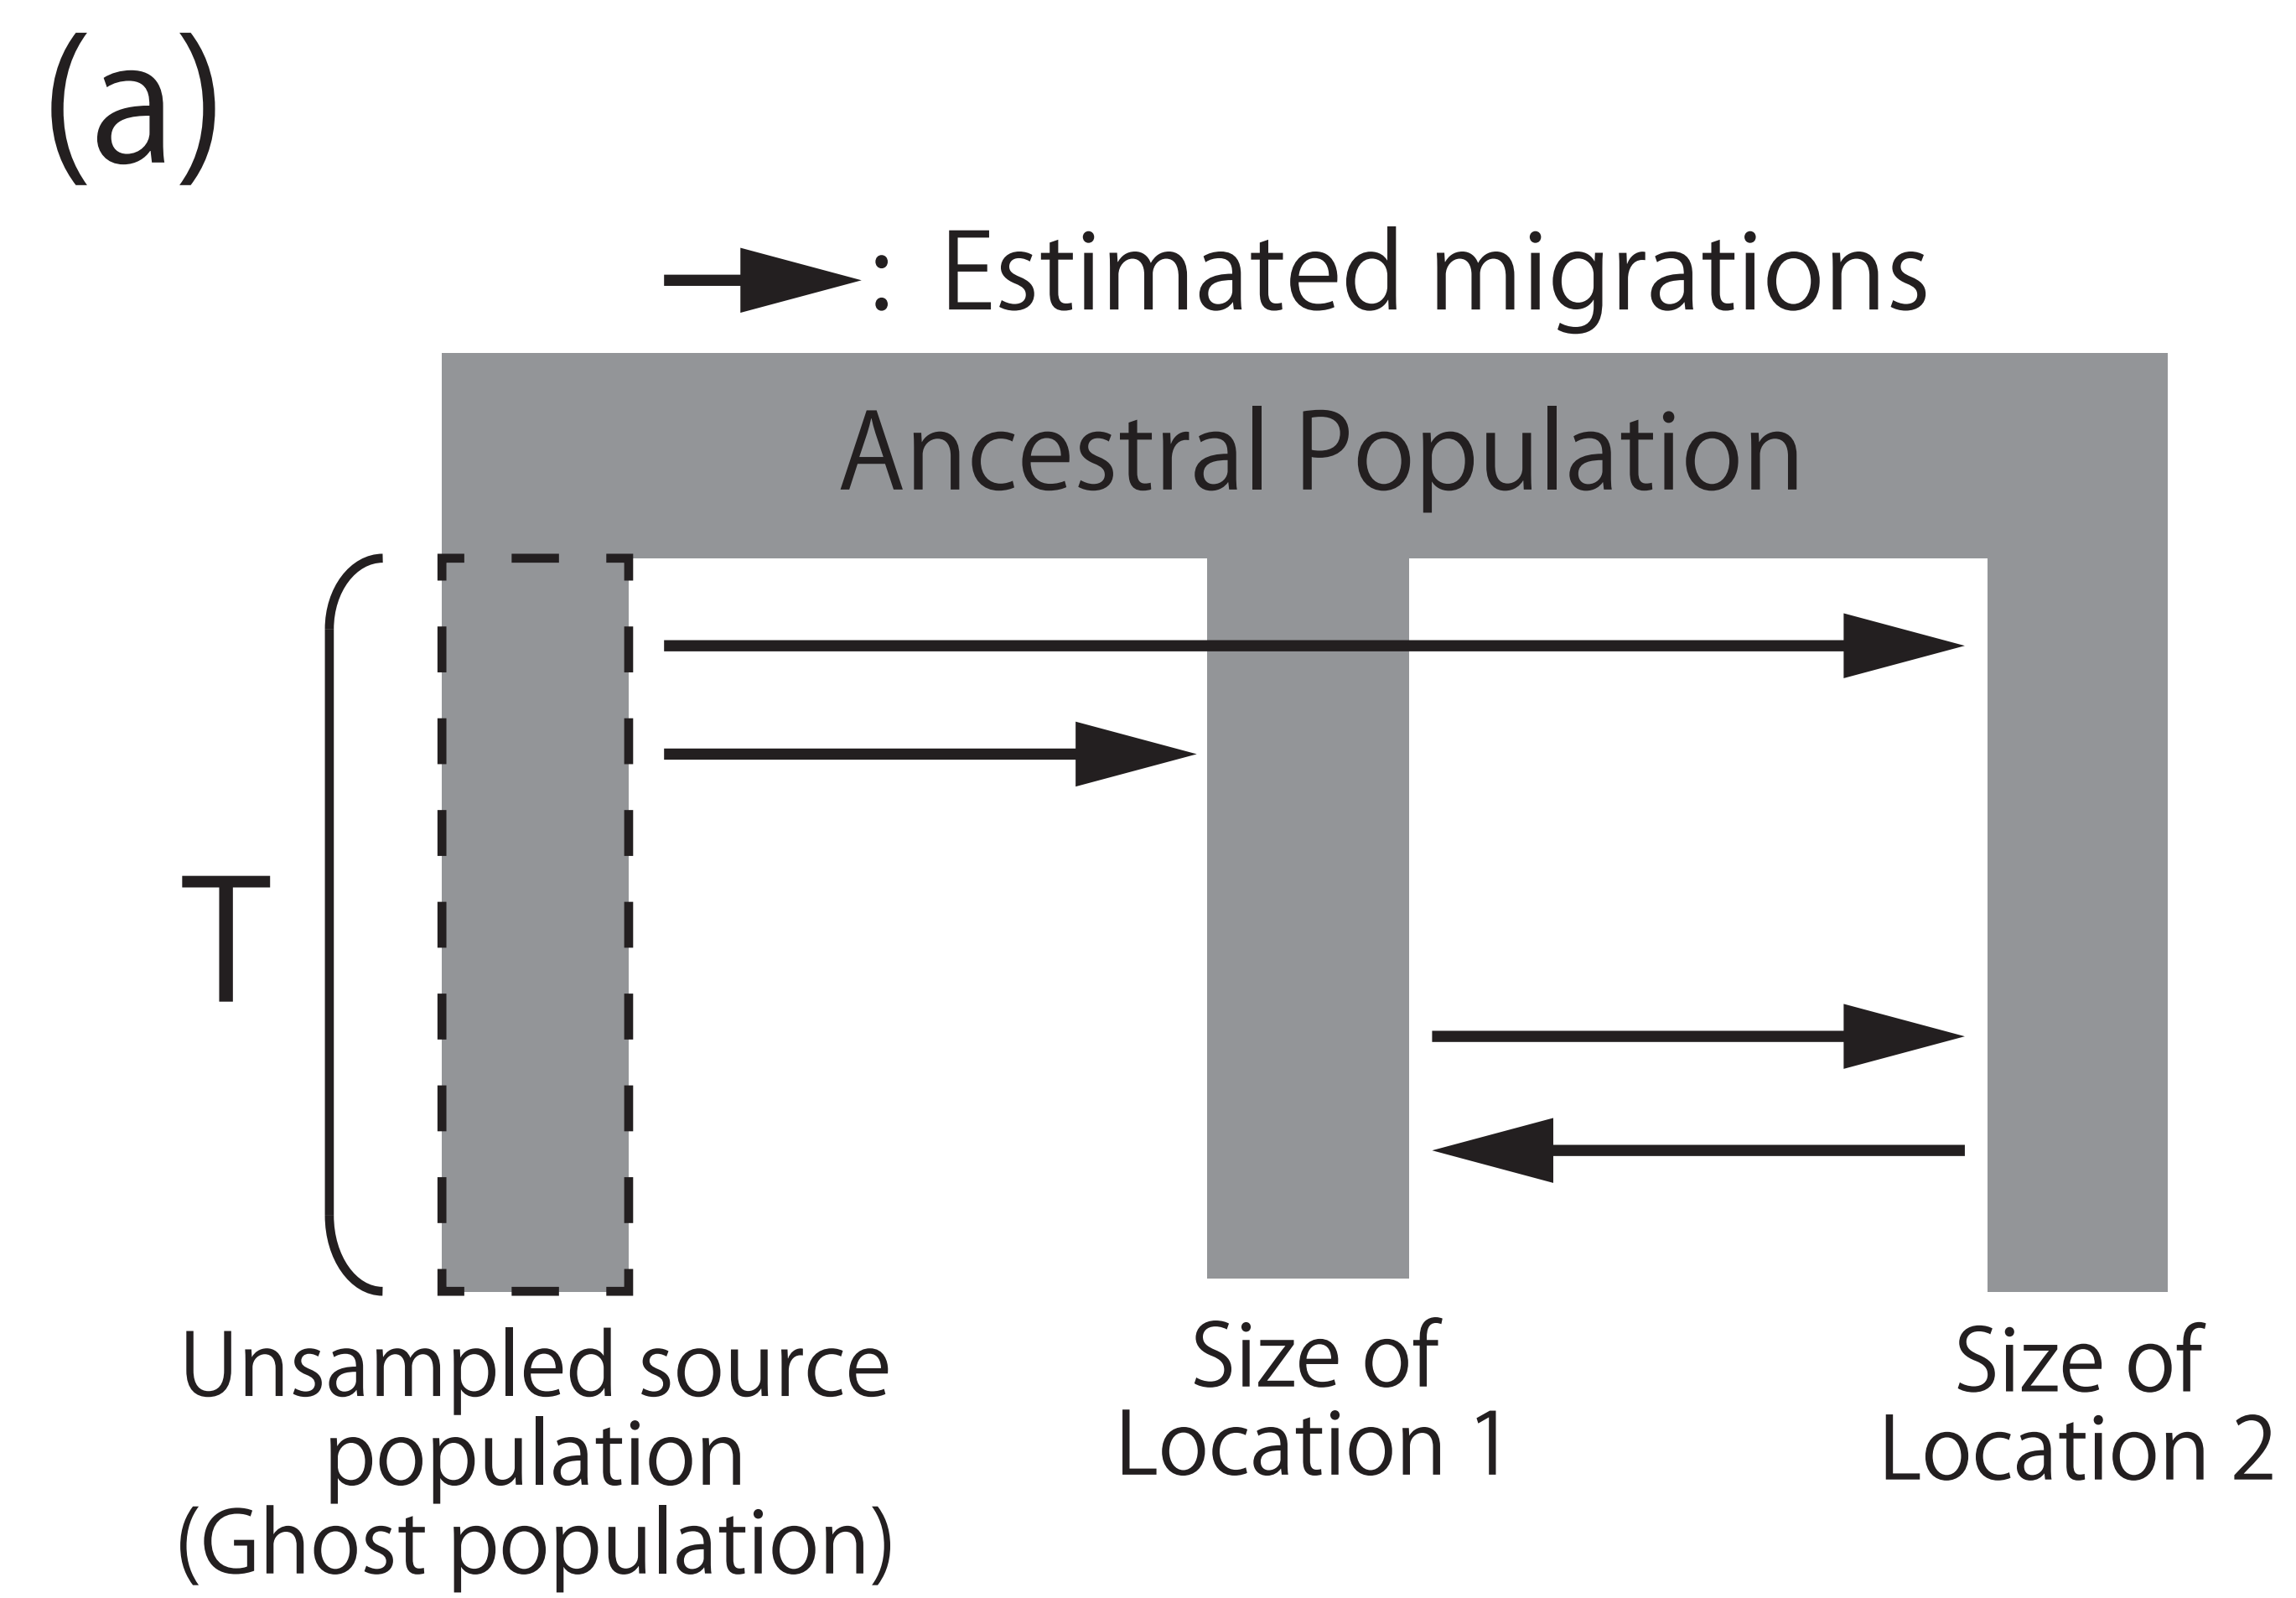 (a)
: Estimated migrations
Ancestral Population
T
Unsampled source
population
(Ghost population)
Size of
Location 1
Size of
Location 2